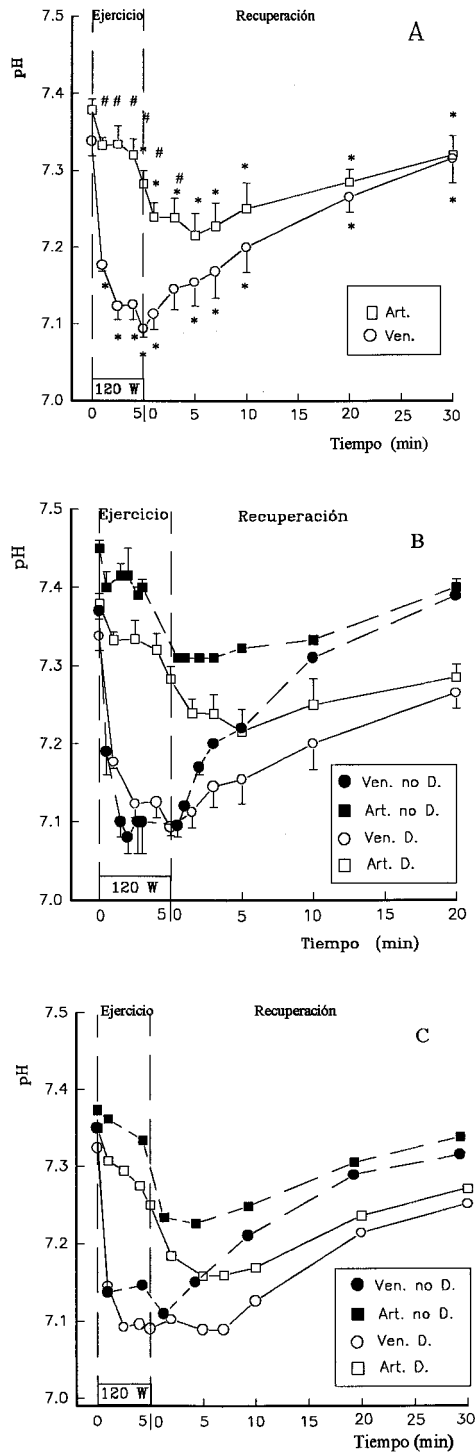 Ejercicio Recuperación
A
pH
7.5
7.4
7.3
7.2
7.1
7.0
# # # # # #
* * * * * * * * *
* * * * * * * * *
□ Art.
○ Ven.
120 W
0 5 0 5 10 15 20 25 30
Tiempo (min)
Ejercicio Recuperación
B
pH
7.5
7.4
7.3
7.2
7.1
7.0
● Ven. no D.
■ Art. no D.
○ Ven. D.
□ Art. D.
120 W
0 5 0 5 10 15 20
Tiempo (min)
Ejercicio Recuperación
C
pH
7.5
7.4
7.3
7.2
7.1
7.0
● Ven. no D.
■ Art. no D.
○ Ven. D.
□ Art. D.
120 W
0 5 0 5 10 15 20 25 30
Tiempo (min)